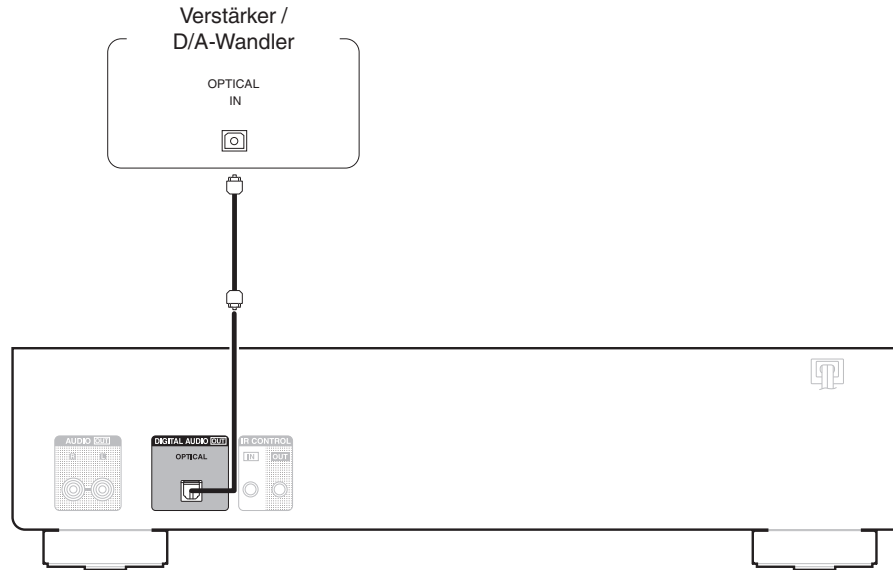 Verstärker /
D/A-Wandler
OPTICAL
IN
AUDIO OUT
R L
DIGITAL AUDIO OUT
OPTICAL
IR CONTROL
IN OUT